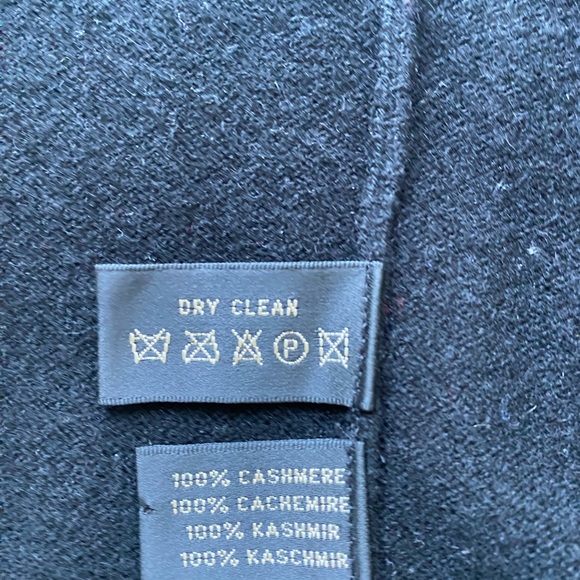 DRY CLEAN
P
100% CASHMERE
100% CACHEMIRE
100% KASHMIR
100% KASCHMIR